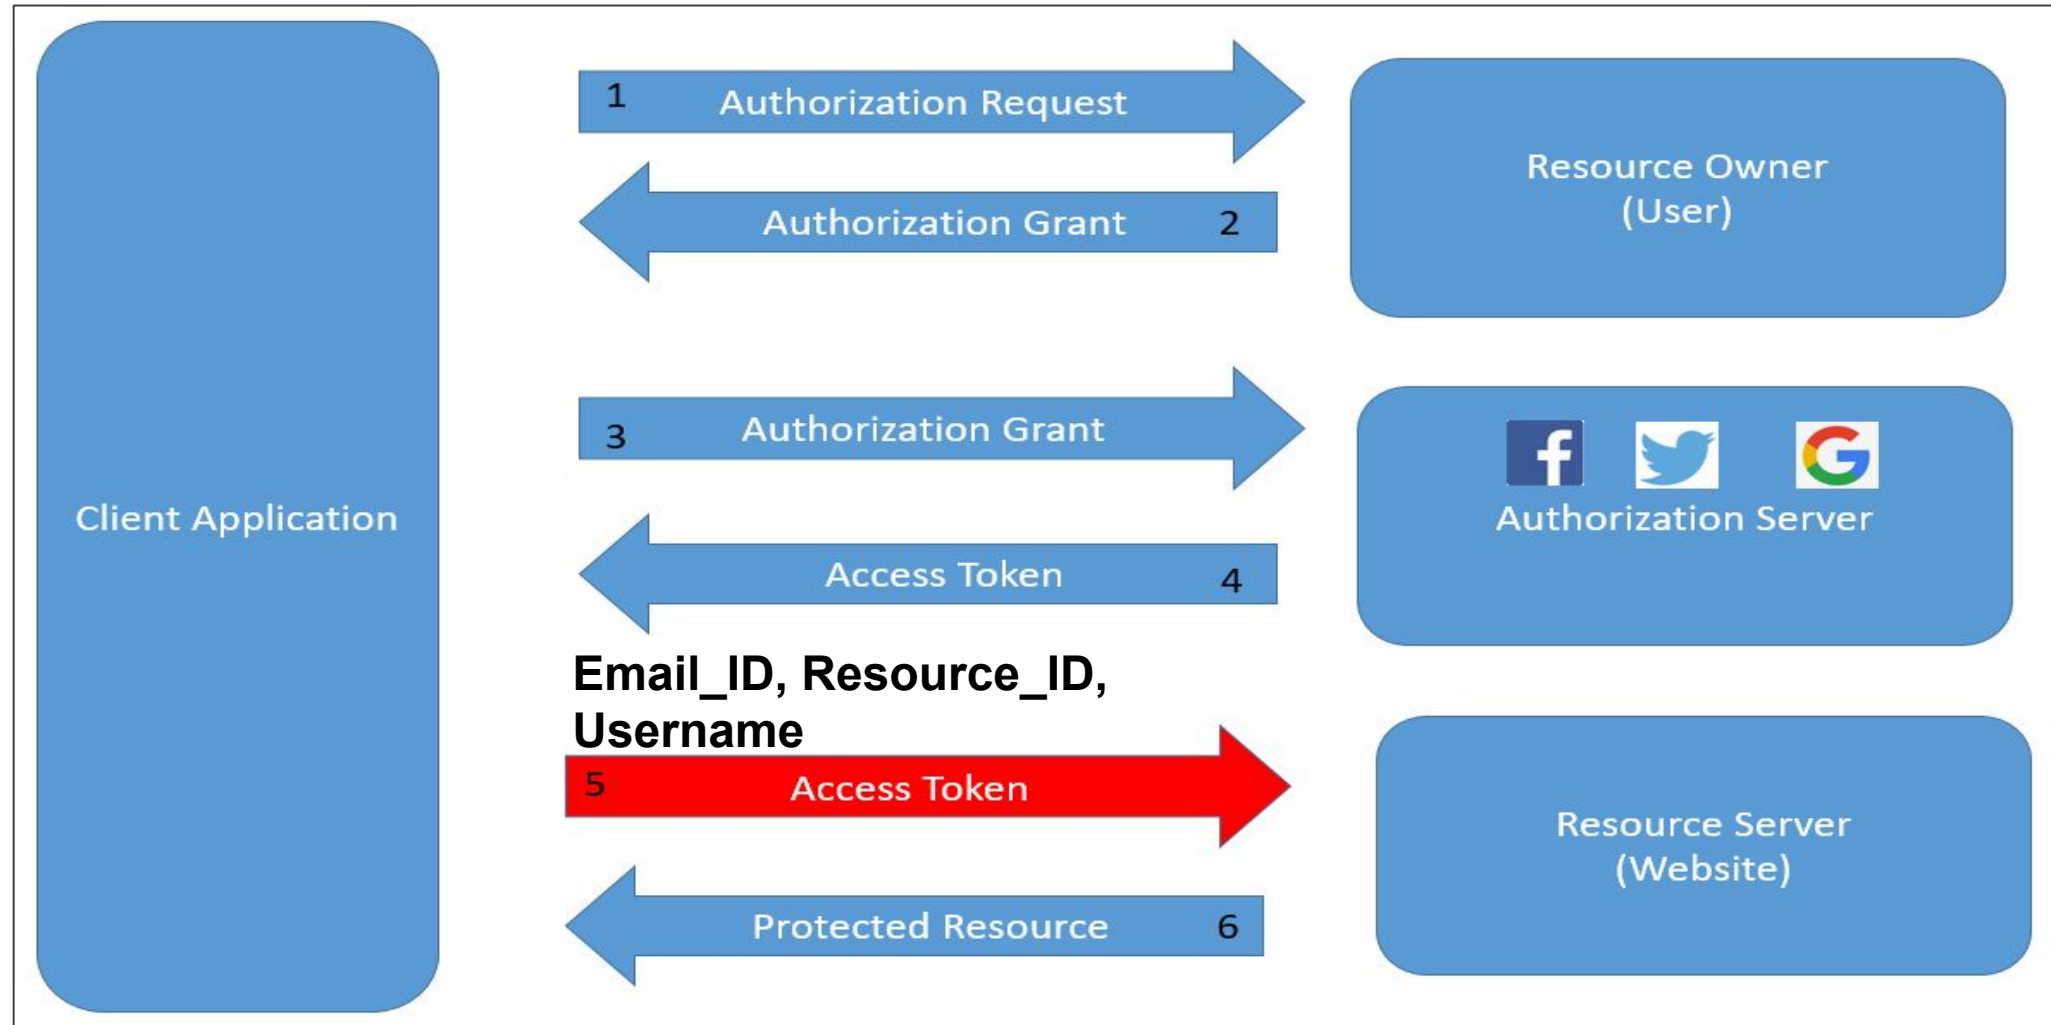 1 Authorization Request
Resource Owner
(User)
Authorization Grant 2
3 Authorization Grant
f G
Authorization Server
Client Application
Access Token 4
Email_ID, Resource_ID,
Username
5 Access Token
Resource Server
(Website)
Protected Resource 6